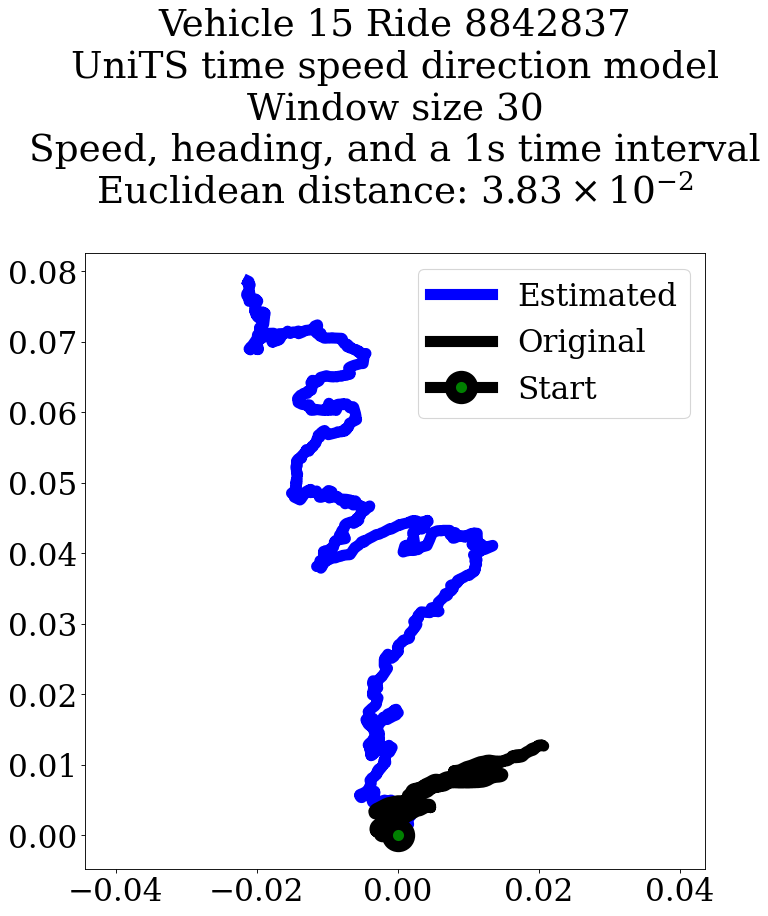 Vehicle 15 Ride 8842837
UniTS time speed direction model
Window size 30
Speed, heading, and a 1s time interval
Euclidean distance: 3.83 × 10⁻²
Estimated
Original
Start
0.08
0.07
0.06
0.05
0.04
0.03
0.02
0.01
0.00
−0.04 −0.02 0.00 0.02 0.04